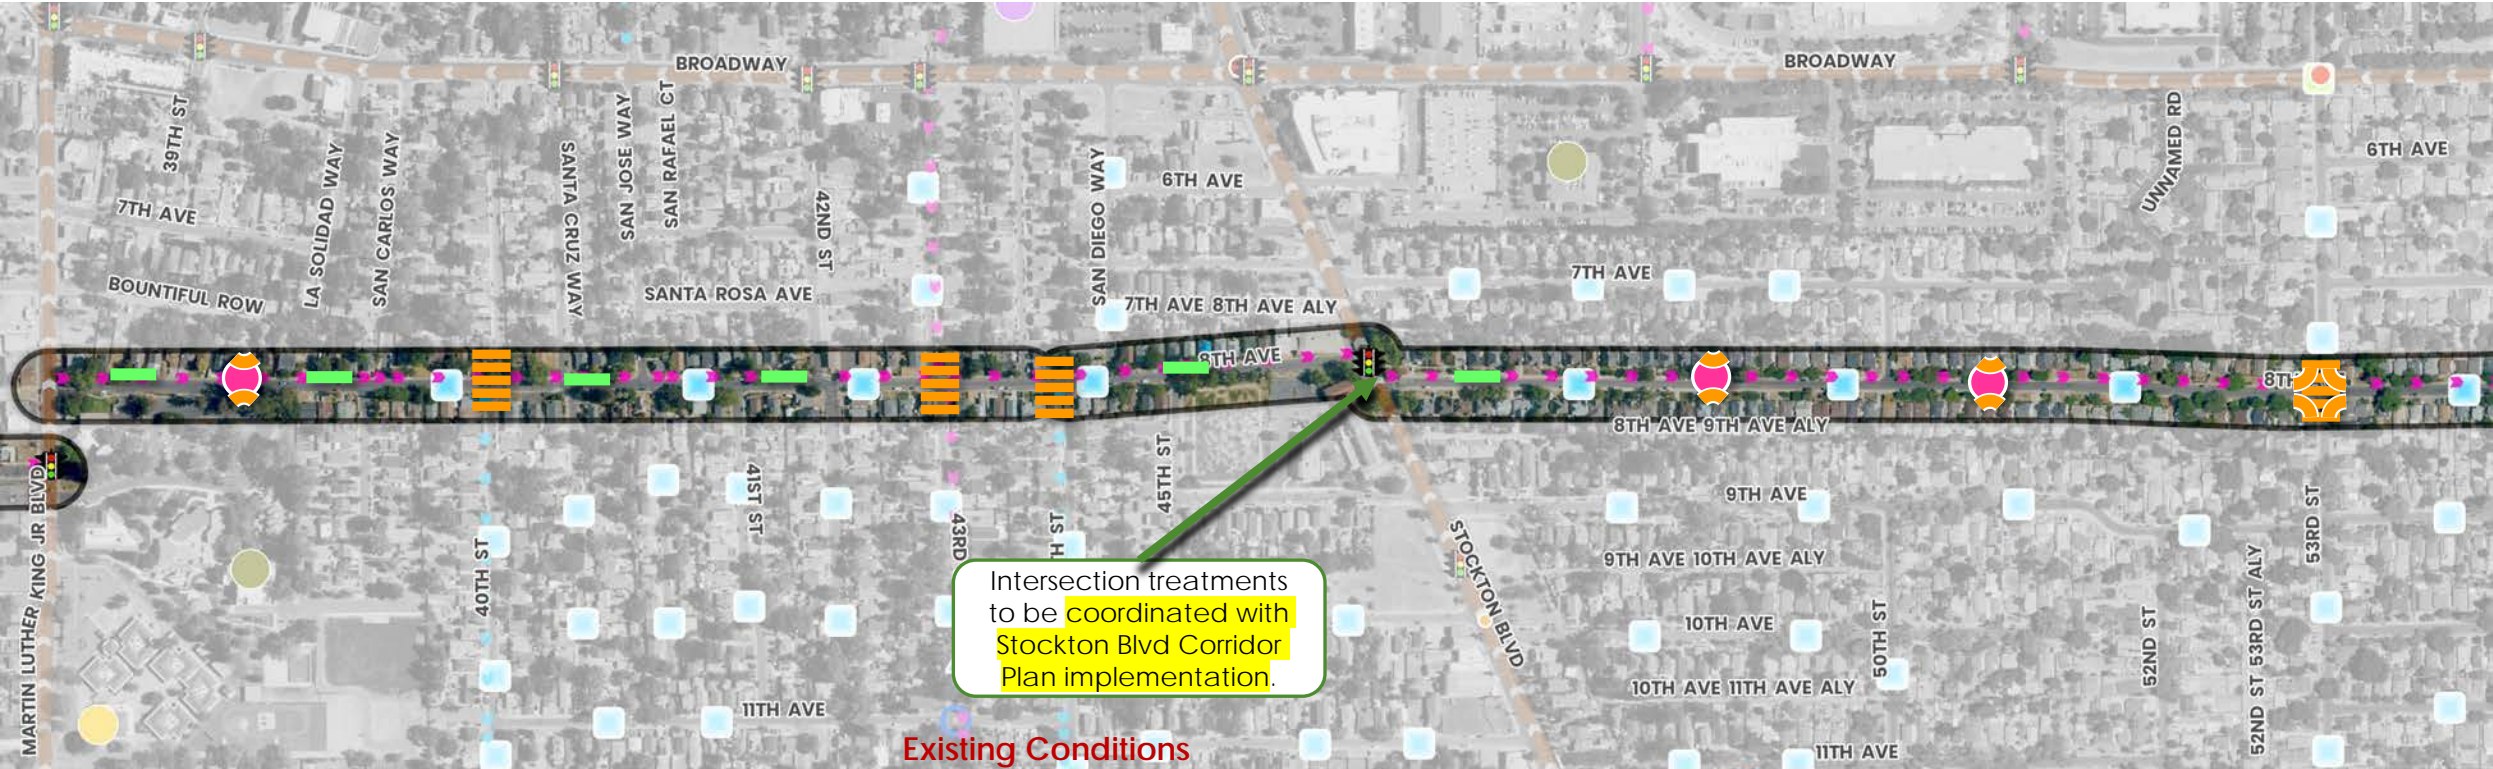 BROADWAY
BROADWAY
39TH ST
SAN JOSE WAY
SAN RAFAEL CT
UNNAMED RD
6TH AVE
LA SOLIDAD WAY
SAN CARLOS WAY
SANTA CRUZ WAY
SAN DIEGO WAY
6TH AVE
7TH AVE
42ND ST
7TH AVE
BOUNTIFUL ROW
SANTA ROSA AVE
7TH AVE 8TH AVE ALY
8TH AVE
8TH
8TH AVE 9TH AVE ALY
45TH ST
MARTIN LUTHER KING JR BLVD
41ST ST
9TH AVE
53RD ST
40TH ST
43RD
STOCKTON BLVD
9TH AVE 10TH AVE ALY
Intersection treatments
to be coordinated with
Stockton Blvd Corridor
Plan implementation.
10TH AVE
50TH ST
52ND ST
52ND ST 53RD ST ALY
10TH AVE 11TH AVE ALY
11TH AVE
Existing Conditions
11TH AVE